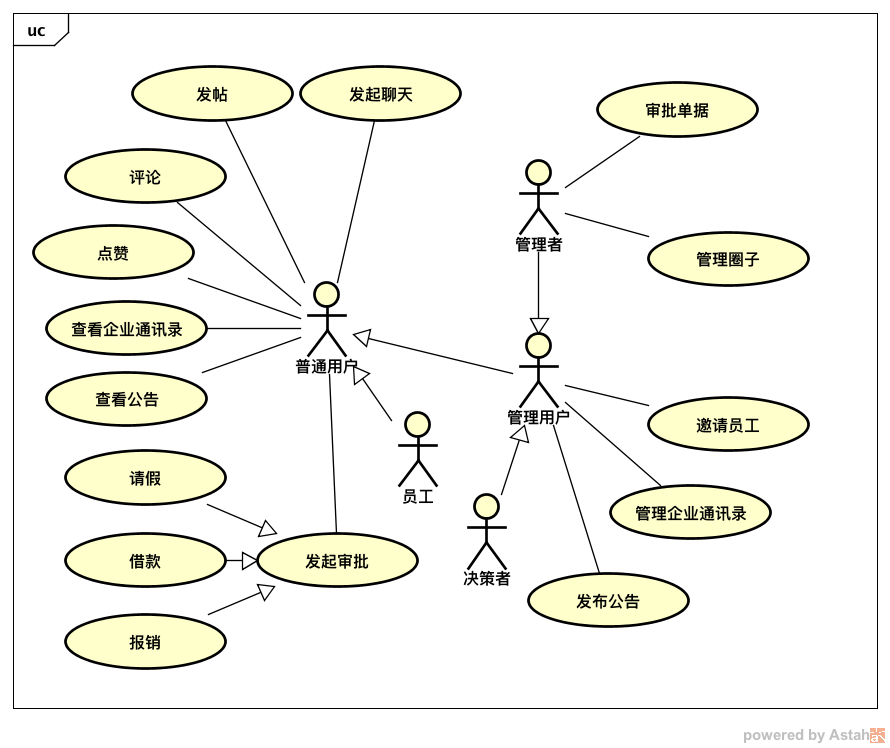 uc
发帖
发起聊天
审批单据
评论
管理者
点赞
管理圈子
查看企业通讯录
普通用户
查看公告
管理用户
邀请员工
请假
员工
管理企业通讯录
借款
发起审批
决策者
发布公告
报销
powered by Astah